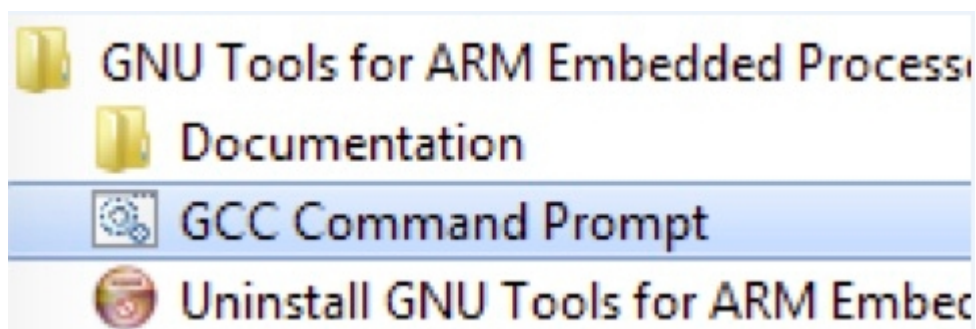 GNU Tools for ARM Embedded Process
Documentation
GCC Command Prompt
Uninstall GNU Tools for ARM Embed